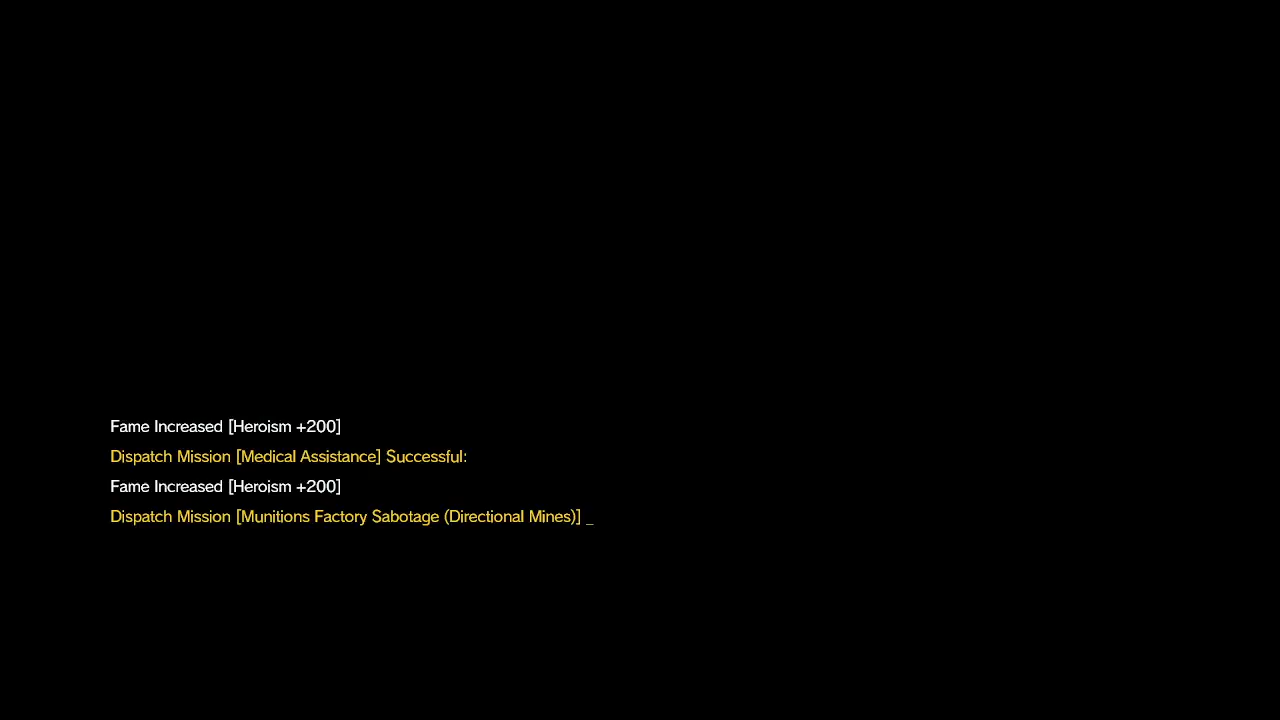 Fame Increased [Heroism +200]
Dispatch Mission [Medical Assistance] Successful:
Fame Increased [Heroism +200]
Dispatch Mission [Munitions Factory Sabotage (Directional Mines)] _